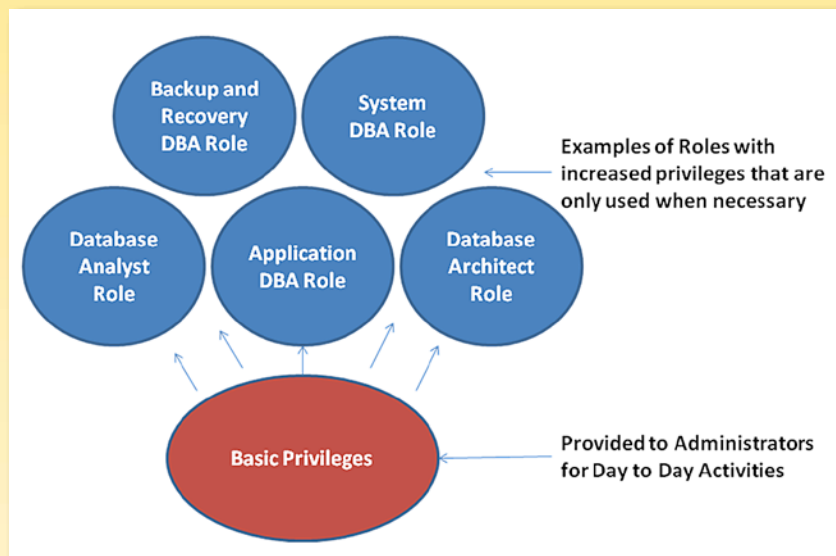 Backup and
Recovery
DBA Role
System
DBA Role
Examples of Roles with
increased privileges that are
only used when necessary
Database
Analyst
Role
Application
DBA Role
Database
Architect
Role
Basic Privileges
Provided to Administrators
for Day to Day Activities